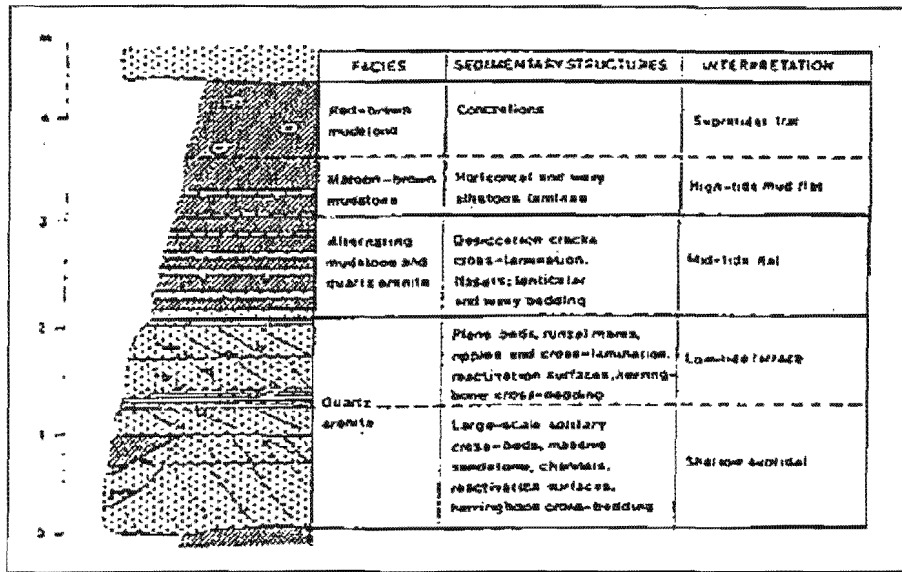 m
FACIES
SEDIMENTARY STRUCTURES
INTERPRETATION
4
Red-brown
mudstone
Concretions
Supratidal flat
Maroon-brown
mudstone
Horizontal and wavy
siltstone laminae
High-tide mud flat
3
Alternating
mudstone and
quartz arenite
Desiccation cracks
cross-lamination,
flasers; lenticular
and wavy bedding
Mid-tide flat
2
Quartz
arenite
Plane beds, runzel marks,
ripples and cross-lamination,
reactivation surfaces, herring-
bone cross-bedding
Low-tide terrace
1
Large-scale solitary
cross-beds, massive
sandstone, channels,
reactivation surfaces,
herringbone cross-bedding
Shallow subtidal
0